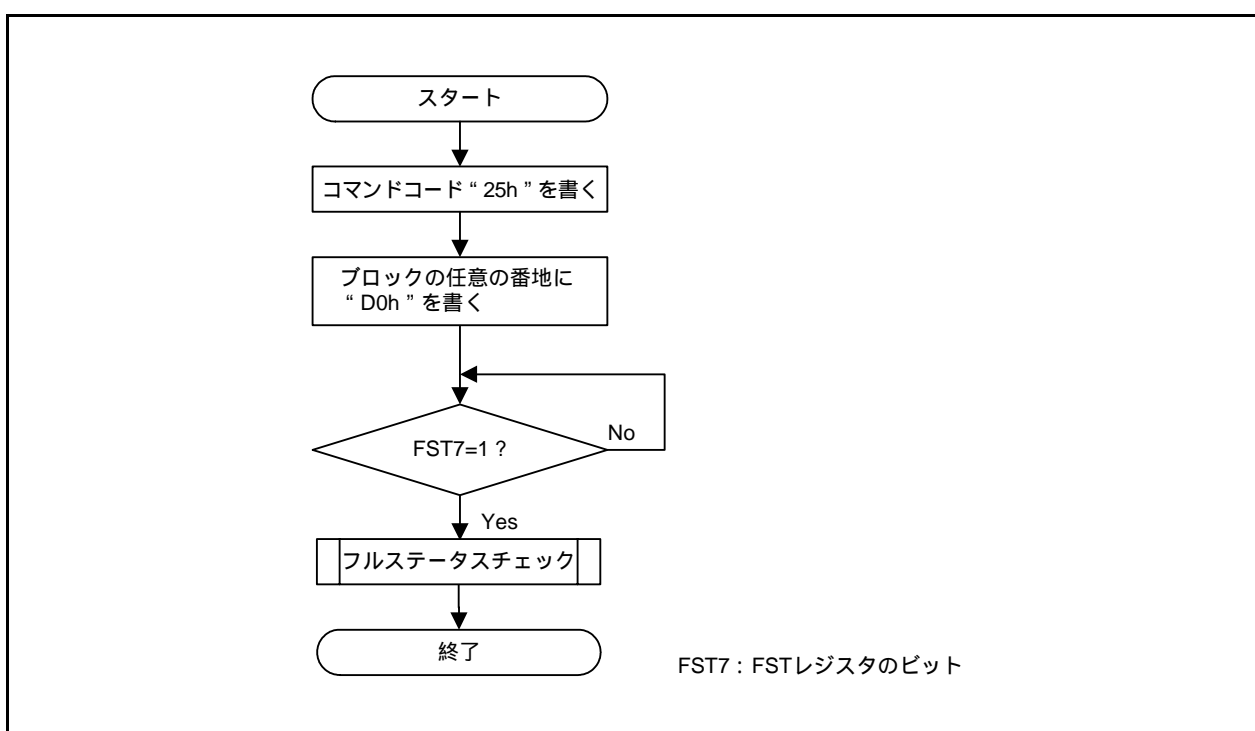 スタート
コマンドコード“25h”を書く
ブロックの任意の番地に
“D0h”を書く
FST7=1？
No
Yes
フルステータスチェック
終了
FST7：FSTレジスタのビット